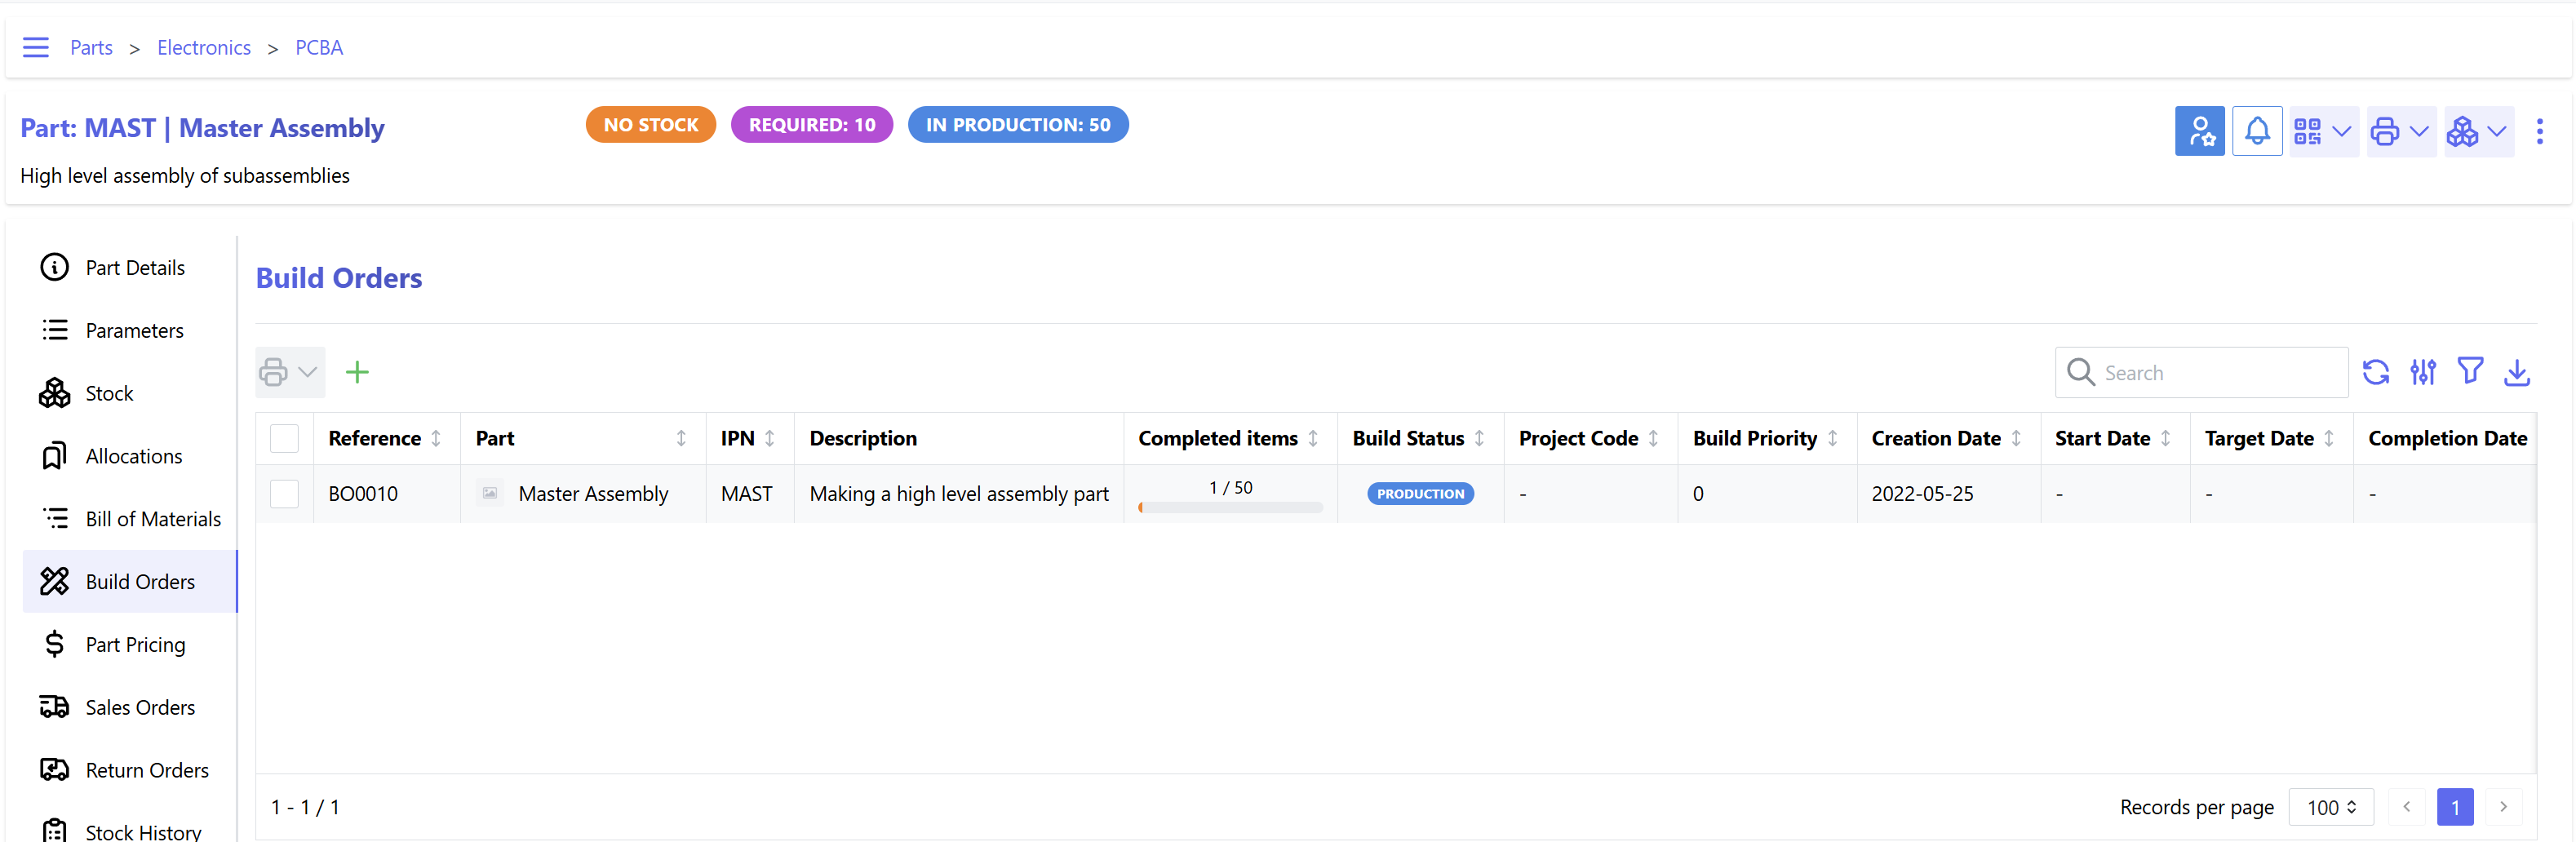 Parts > Electronics > PCBA
Part: MAST | Master Assembly
NO STOCK
REQUIRED: 10
IN PRODUCTION: 50
High level assembly of subassemblies
Part Details
Parameters
Stock
Allocations
Bill of Materials
Build Orders
Part Pricing
Sales Orders
Return Orders
Stock History
Build Orders
Search
Reference Part IPN Description Completed items Build Status Project Code Build Priority Creation Date Start Date Target Date Completion Date
BO0010 Master Assembly MAST Making a high level assembly part 1 / 50 PRODUCTION - 0 2022-05-25 - - -
1 - 1 / 1
Records per page 100 < 1 >